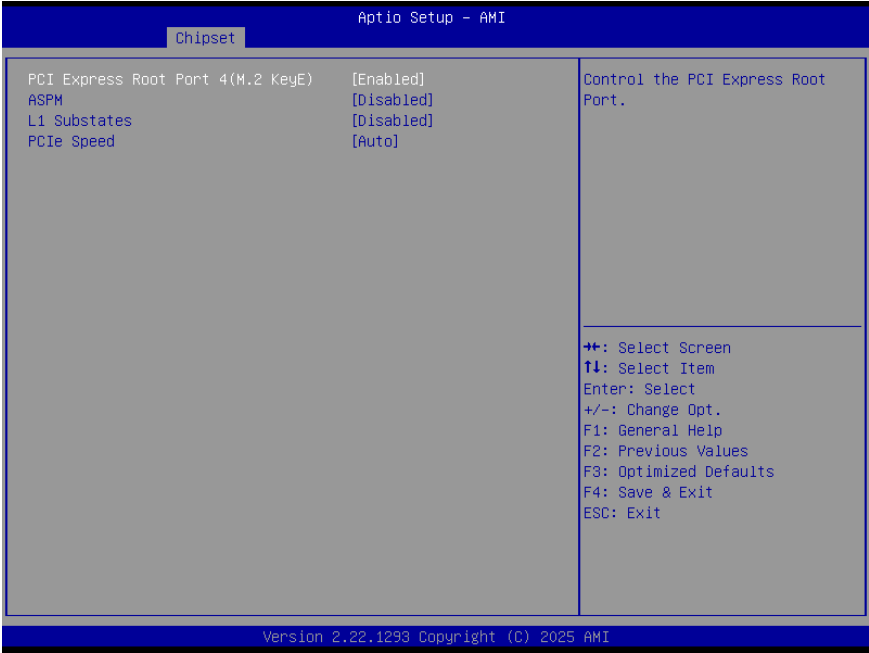 Aptio Setup - AMI
Chipset
PCI Express Root Port 4(M.2 KeyE) [Enabled]
ASPM [Disabled]
L1 Substates [Disabled]
PCIe Speed [Auto]
Control the PCI Express Root
Port.
→←: Select Screen
↑↓: Select Item
Enter: Select
+/-: Change Opt.
F1: General Help
F2: Previous Values
F3: Optimized Defaults
F4: Save & Exit
ESC: Exit
Version 2.22.1293 Copyright (C) 2025 AMI